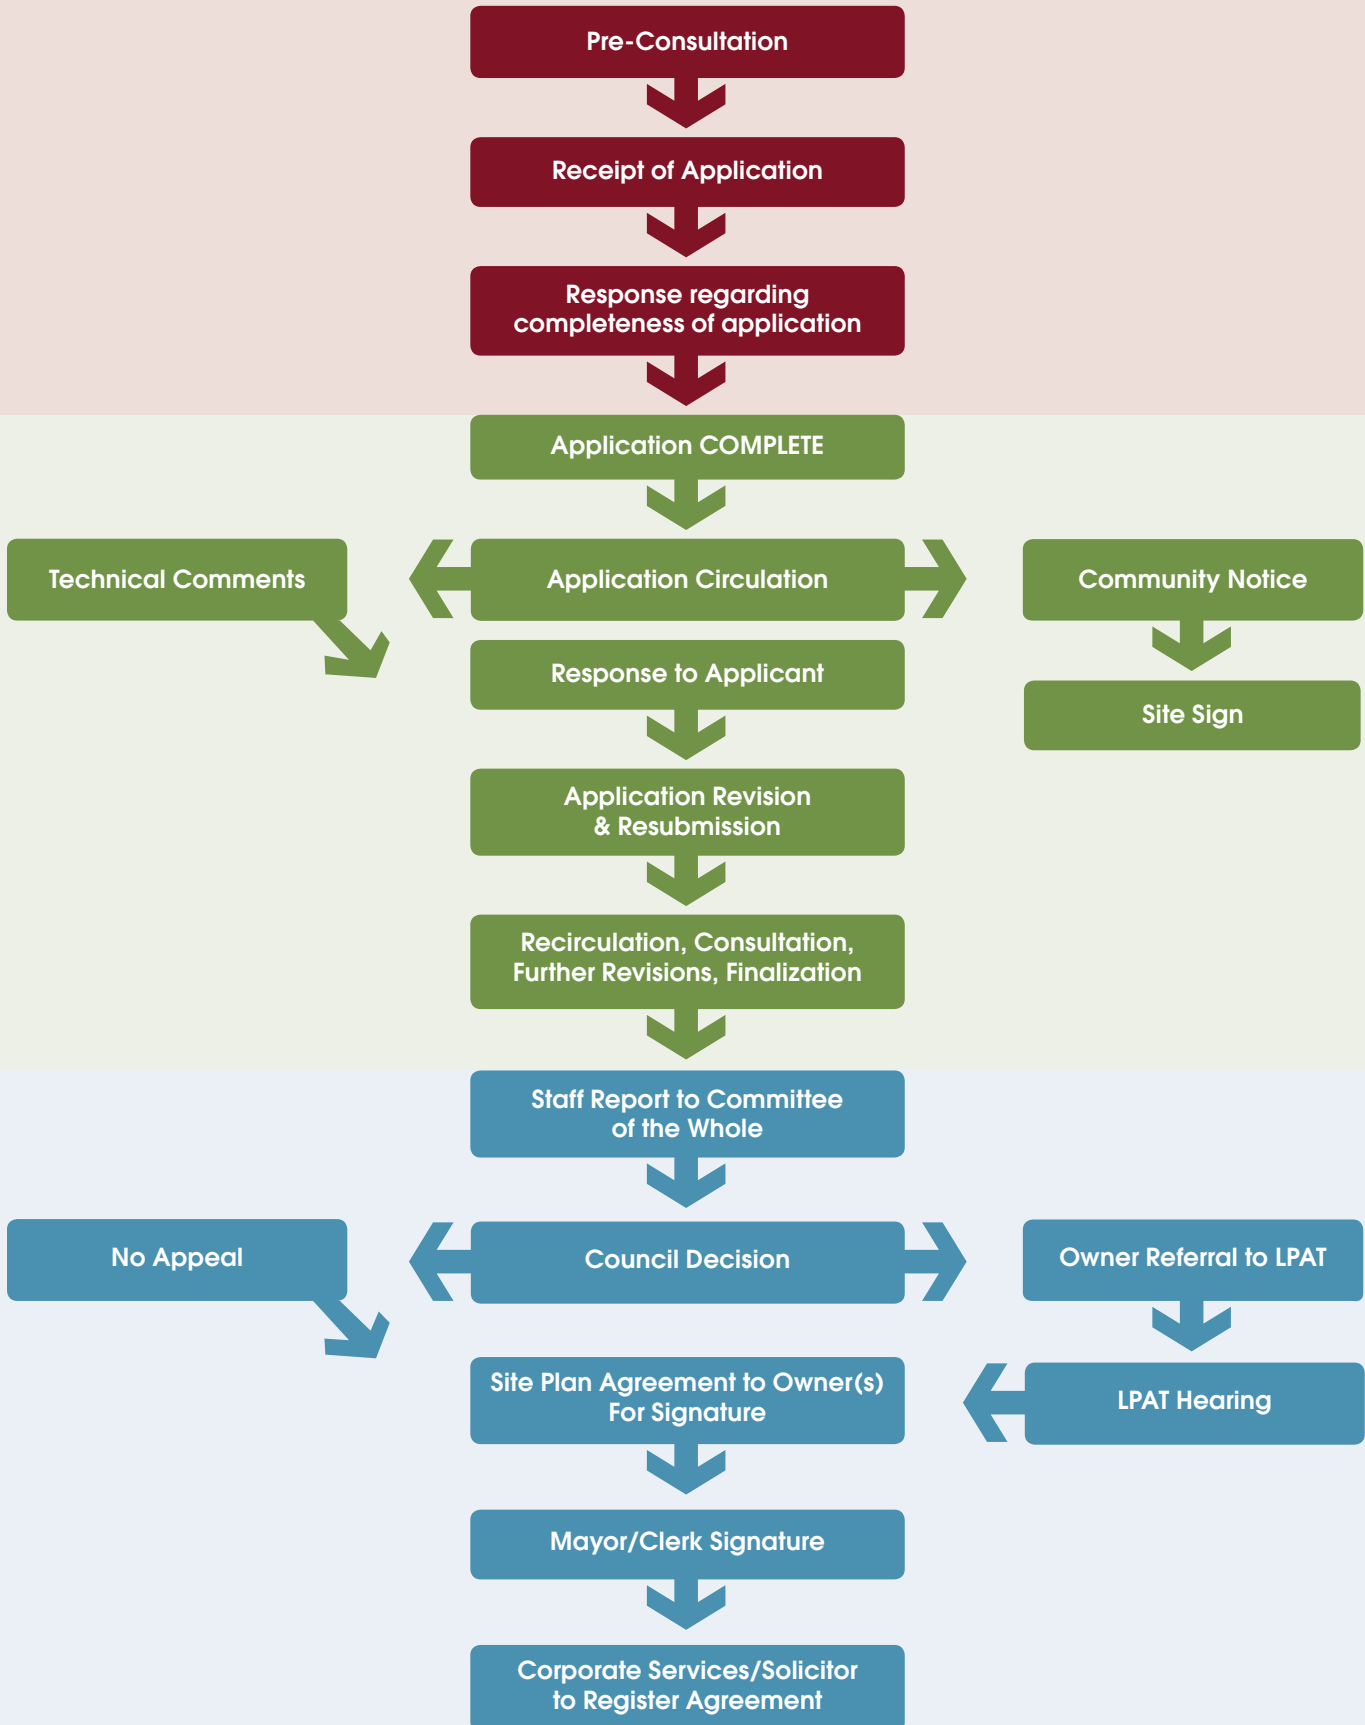 Pre-Consultation
Receipt of Application
Response regarding
completeness of application
Application COMPLETE
Technical Comments
Application Circulation
Community Notice
Response to Applicant
Site Sign
Application Revision
& Resubmission
Recirculation, Consultation,
Further Revisions, Finalization
Staff Report to Committee
of the Whole
No Appeal
Council Decision
Owner Referral to LPAT
Site Plan Agreement to Owner(s)
For Signature
LPAT Hearing
Mayor/Clerk Signature
Corporate Services/Solicitor
to Register Agreement